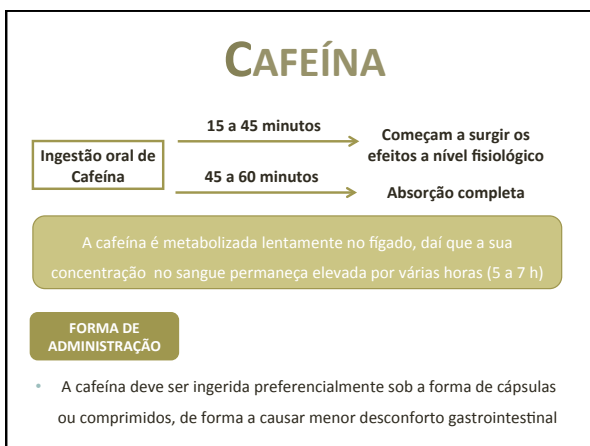 CAFEÍNA
15 a 45 minutos
Começam a surgir os
efeitos a nível fisiológico
Ingestão oral de
Cafeína
45 a 60 minutos
Absorção completa
A cafeína é metabolizada lentamente no fígado, daí que a sua
concentração no sangue permaneça elevada por várias horas (5 a 7 h)
FORMA DE
ADMINISTRAÇÃO
• A cafeína deve ser ingerida preferencialmente sob a forma de cápsulas
ou comprimidos, de forma a causar menor desconforto gastrointestinal